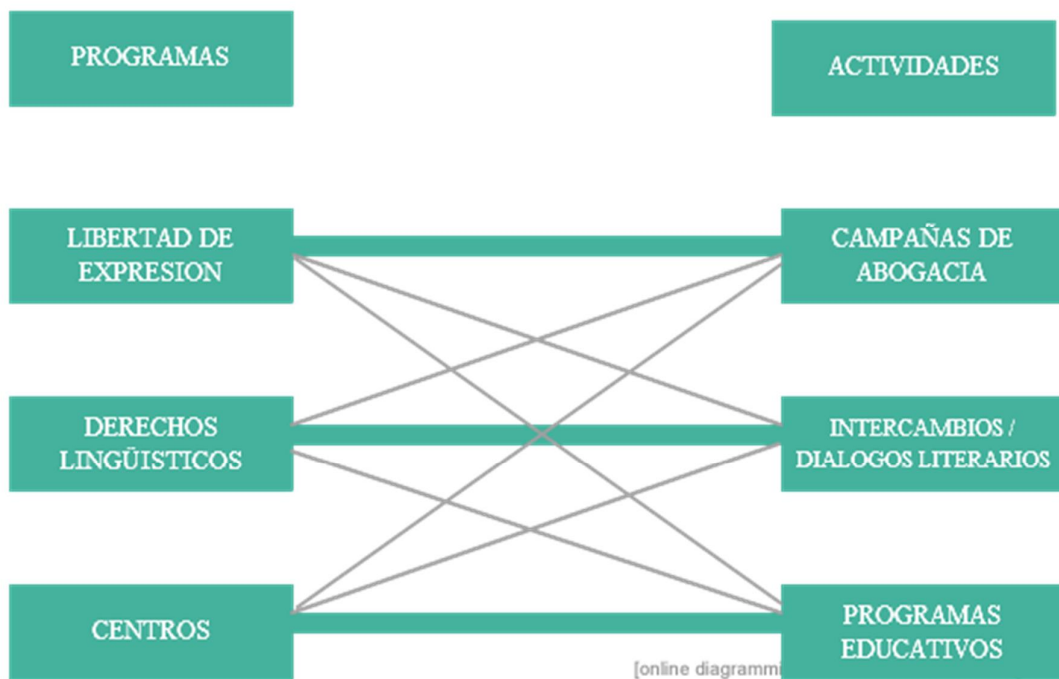 PROGRAMAS
ACTIVIDADES
LIBERTAD DE
EXPRESION
CAMPAÑAS DE
ABOGACIA
DERECHOS
LINGÜISTICOS
INTERCAMBIOS /
DIALOGOS LITERARIOS
CENTROS
PROGRAMAS
EDUCATIVOS
[online diagrammi